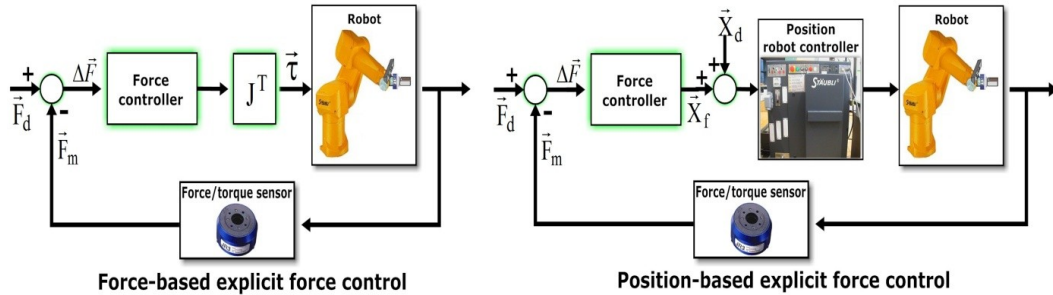 Robot
Force
controller
J^T
τ⃗
ΔF⃗
+
-
F⃗d
F⃗m
Force/torque sensor
Force-based explicit force control
Position
robot controller
Robot
X⃗d
Force
controller
ΔF⃗
+
-
+
+
X⃗f
F⃗d
F⃗m
STÄUBLI
Force/torque sensor
Position-based explicit force control